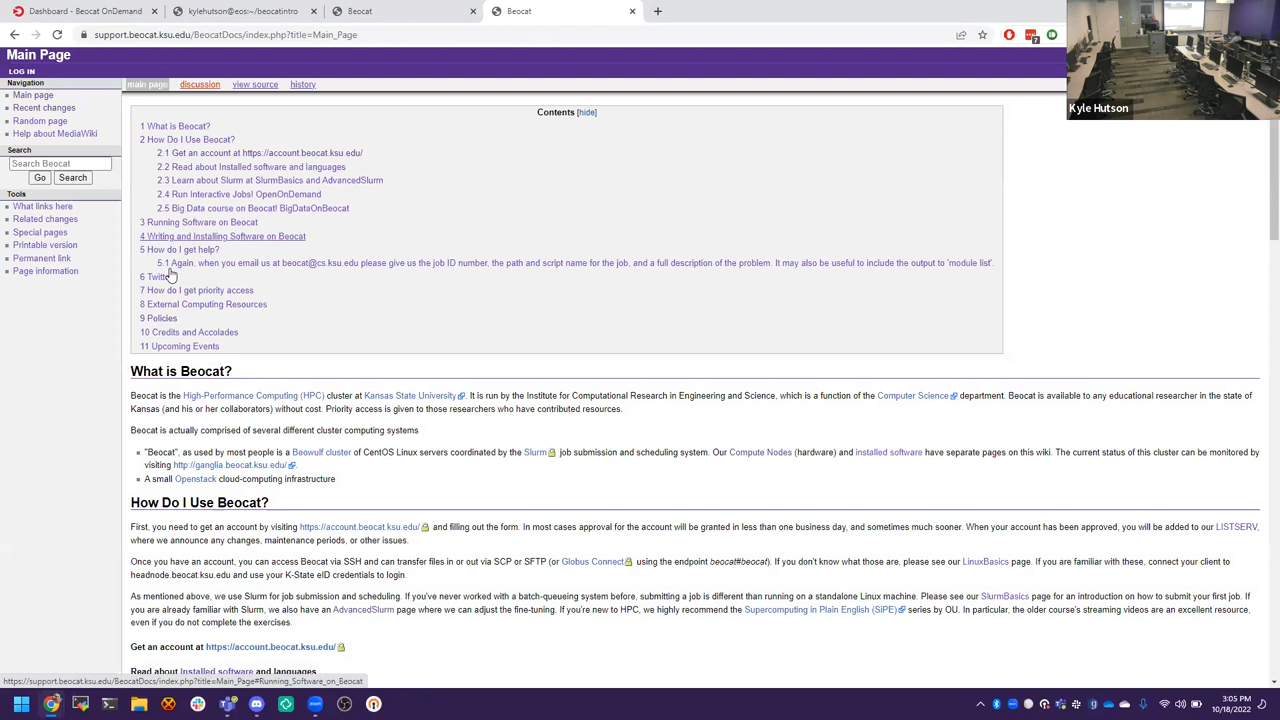 Dashboard - Beocat OnDemand
kylehutson@eos:~/beocatintro
Beocat
Beocat
support.beocat.ksu.edu/BeocatDocs/index.php?title=Main_Page
7
Kyle Hutson
Main Page
LOG IN
Navigation
Main page
Recent changes
Random page
Help about MediaWiki
Search
Search Beocat
Go Search
Tools
What links here
Related changes
Special pages
Printable version
Permanent link
Page information
main page discussion view source history
Contents [hide]
1 What is Beocat?
2 How Do I Use Beocat?
2.1 Get an account at https://account.beocat.ksu.edu/
2.2 Read about Installed software and languages
2.3 Learn about Slurm at SlurmBasics and AdvancedSlurm
2.4 Run Interactive Jobs! OpenOnDemand
2.5 Big Data course on Beocat! BigDataOnBeocat
3 Running Software on Beocat
4 Writing and Installing Software on Beocat
5 How do I get help?
5.1 Again, when you email us at beocat@cs.ksu.edu please give us the job ID number, the path and script name for the job, and a full description of the problem. It may also be useful to include the output to 'module list'.
6 Twitt
7 How do I get priority access
8 External Computing Resources
9 Policies
10 Credits and Accolades
11 Upcoming Events
What is Beocat?
Beocat is the High-Performance Computing (HPC) cluster at Kansas State University. It is run by the Institute for Computational Research in Engineering and Science, which is a function of the Computer Science department. Beocat is available to any educational researcher in the state of
Kansas (and his or her collaborators) without cost. Priority access is given to those researchers who have contributed resources.
Beocat is actually comprised of several different cluster computing systems
"Beocat", as used by most people is a Beowulf cluster of CentOS Linux servers coordinated by the Slurm job submission and scheduling system. Our Compute Nodes (hardware) and installed software have separate pages on this wiki. The current status of this cluster can be monitored by
visiting http://ganglia.beocat.ksu.edu/.
A small Openstack cloud-computing infrastructure
How Do I Use Beocat?
First, you need to get an account by visiting https://account.beocat.ksu.edu/ and filling out the form. In most cases approval for the account will be granted in less than one business day, and sometimes much sooner. When your account has been approved, you will be added to our LISTSERV,
where we announce any changes, maintenance periods, or other issues.
Once you have an account, you can access Beocat via SSH and can transfer files in or out via SCP or SFTP (or Globus Connect using the endpoint beocat#beocat). If you don't know what those are, please see our LinuxBasics page. If you are familiar with these, connect your client to
headnode.beocat.ksu.edu and use your K-State eID credentials to login.
As mentioned above, we use Slurm for job submission and scheduling. If you've never worked with a batch-queueing system before, submitting a job is different than running on a standalone Linux machine. Please see our SlurmBasics page for an introduction on how to submit your first job. If
you are already familiar with Slurm, we also have an AdvancedSlurm page where we can adjust the fine-tuning. If you're new to HPC, we highly recommend the Supercomputing in Plain English (SIPE) series by OU. In particular, the older course's streaming videos are an excellent resource,
even if you do not complete the exercises.
Get an account at https://account.beocat.ksu.edu/
Read about Installed software and languages
https://support.beocat.ksu.edu/BeocatDocs/index.php?title=Main_Page#Running_Software_on_Beocat
3:05 PM
10/18/2022